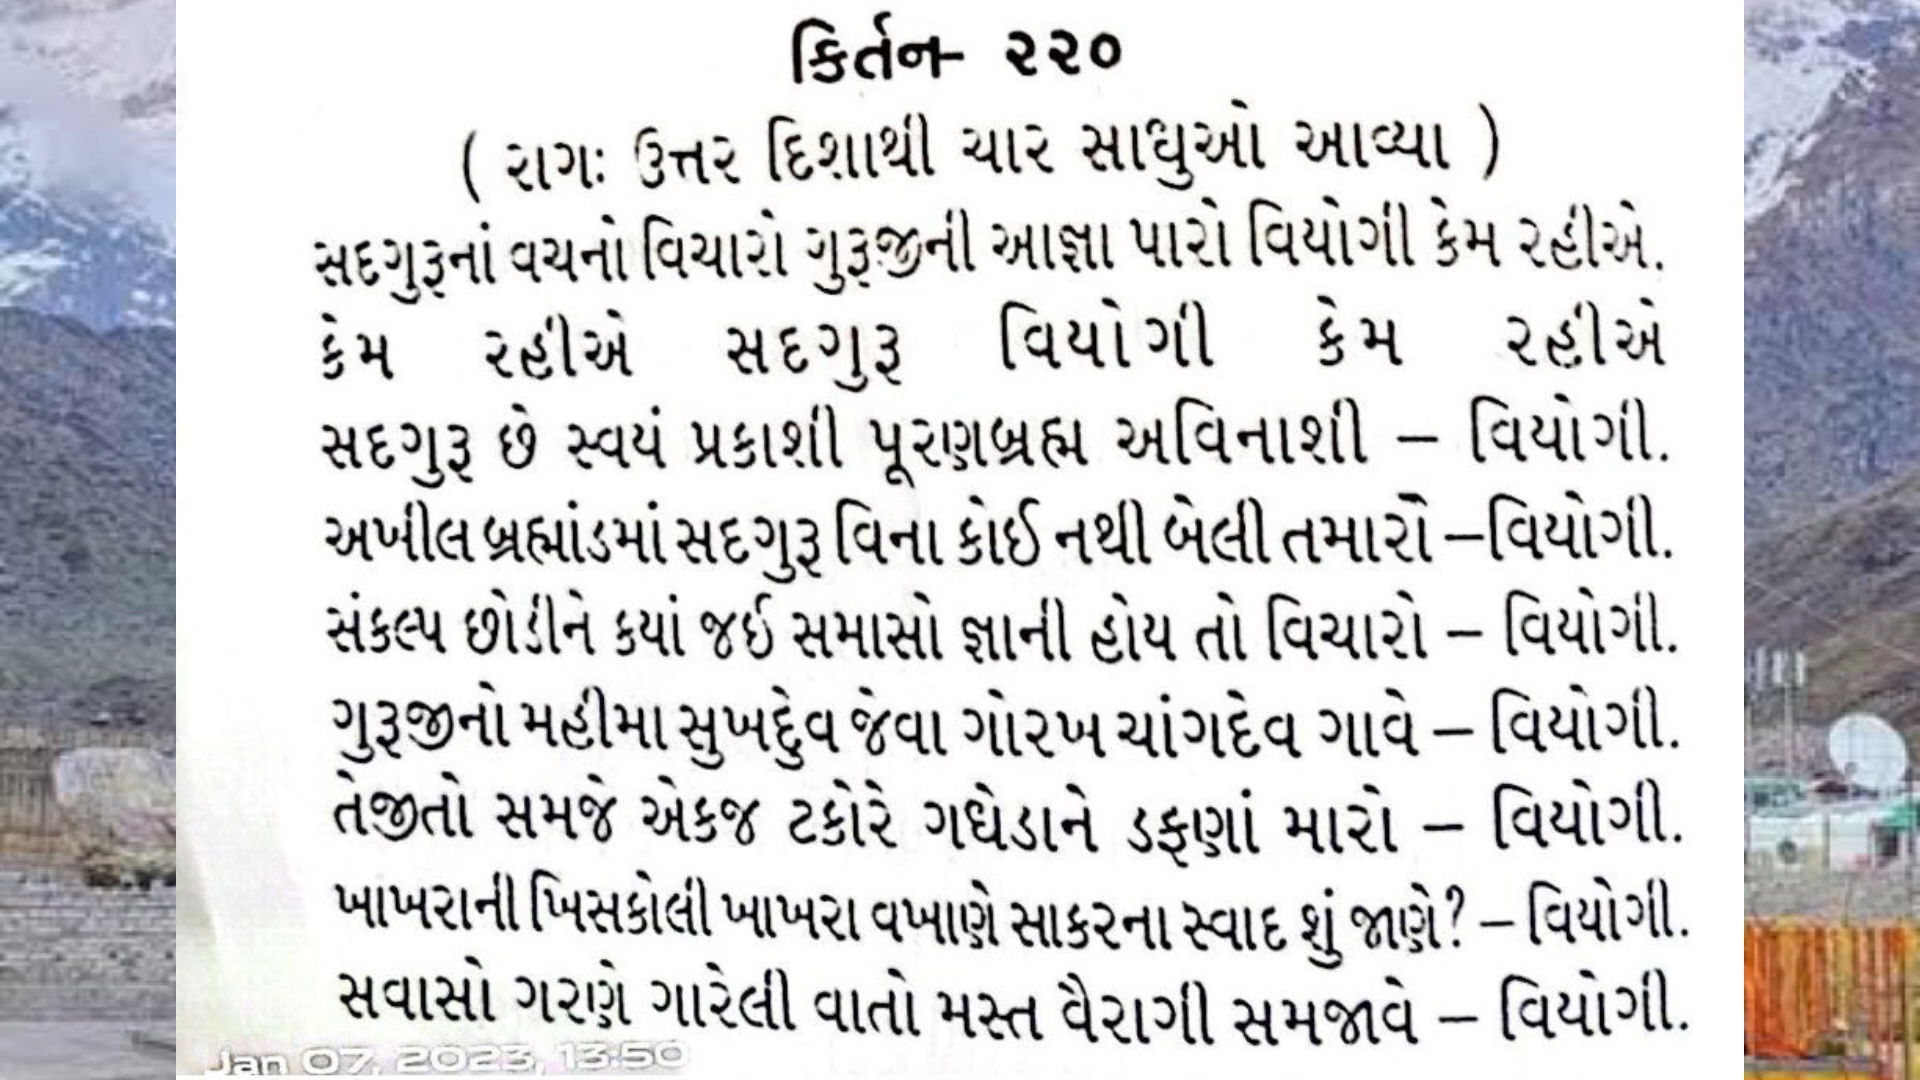 કિર્તન- ૨૨૦
( રાગઃ ઉત્તર દિશાથી ચાર સાધુઓ આવ્યા )
સદગુરૂનાં વચનો વિચારો ગુરૂજીની આજ્ઞા પારો વિયોગી કેમ રહીએ.
કેમ રહીએ સદગુરૂ વિયોગી કેમ રહીએ
સદગુરૂ છે સ્વયં પ્રકાશી પૂરણબ્રહ્મ અવિનાશી – વિયોગી.
અખીલ બ્રહ્માંડમાં સદગુરૂ વિના કોઈ નથી બેલી તમારો –વિયોગી.
સંકલ્પ છોડીને કયાં જઈ સમાસો જ્ઞાની હોય તો વિચારો – વિયોગી.
ગુરૂજીનો મહીમા સુખદેવ જેવા ગોરખ ચાંગદેવ ગાવે – વિયોગી.
તેજીતો સમજે એકજ ટકોરે ગધેડાને ડફણાં મારો – વિયોગી.
ખાખરાની ખિસકોલી ખાખરા વખાણે સાકરના સ્વાદ શું જાણે? – વિયોગી.
સવાસો ગરણે ગારેલી વાતો મસ્ત વૈરાગી સમજાવે – વિયોગી.
Jan 07, 2023, 13:50